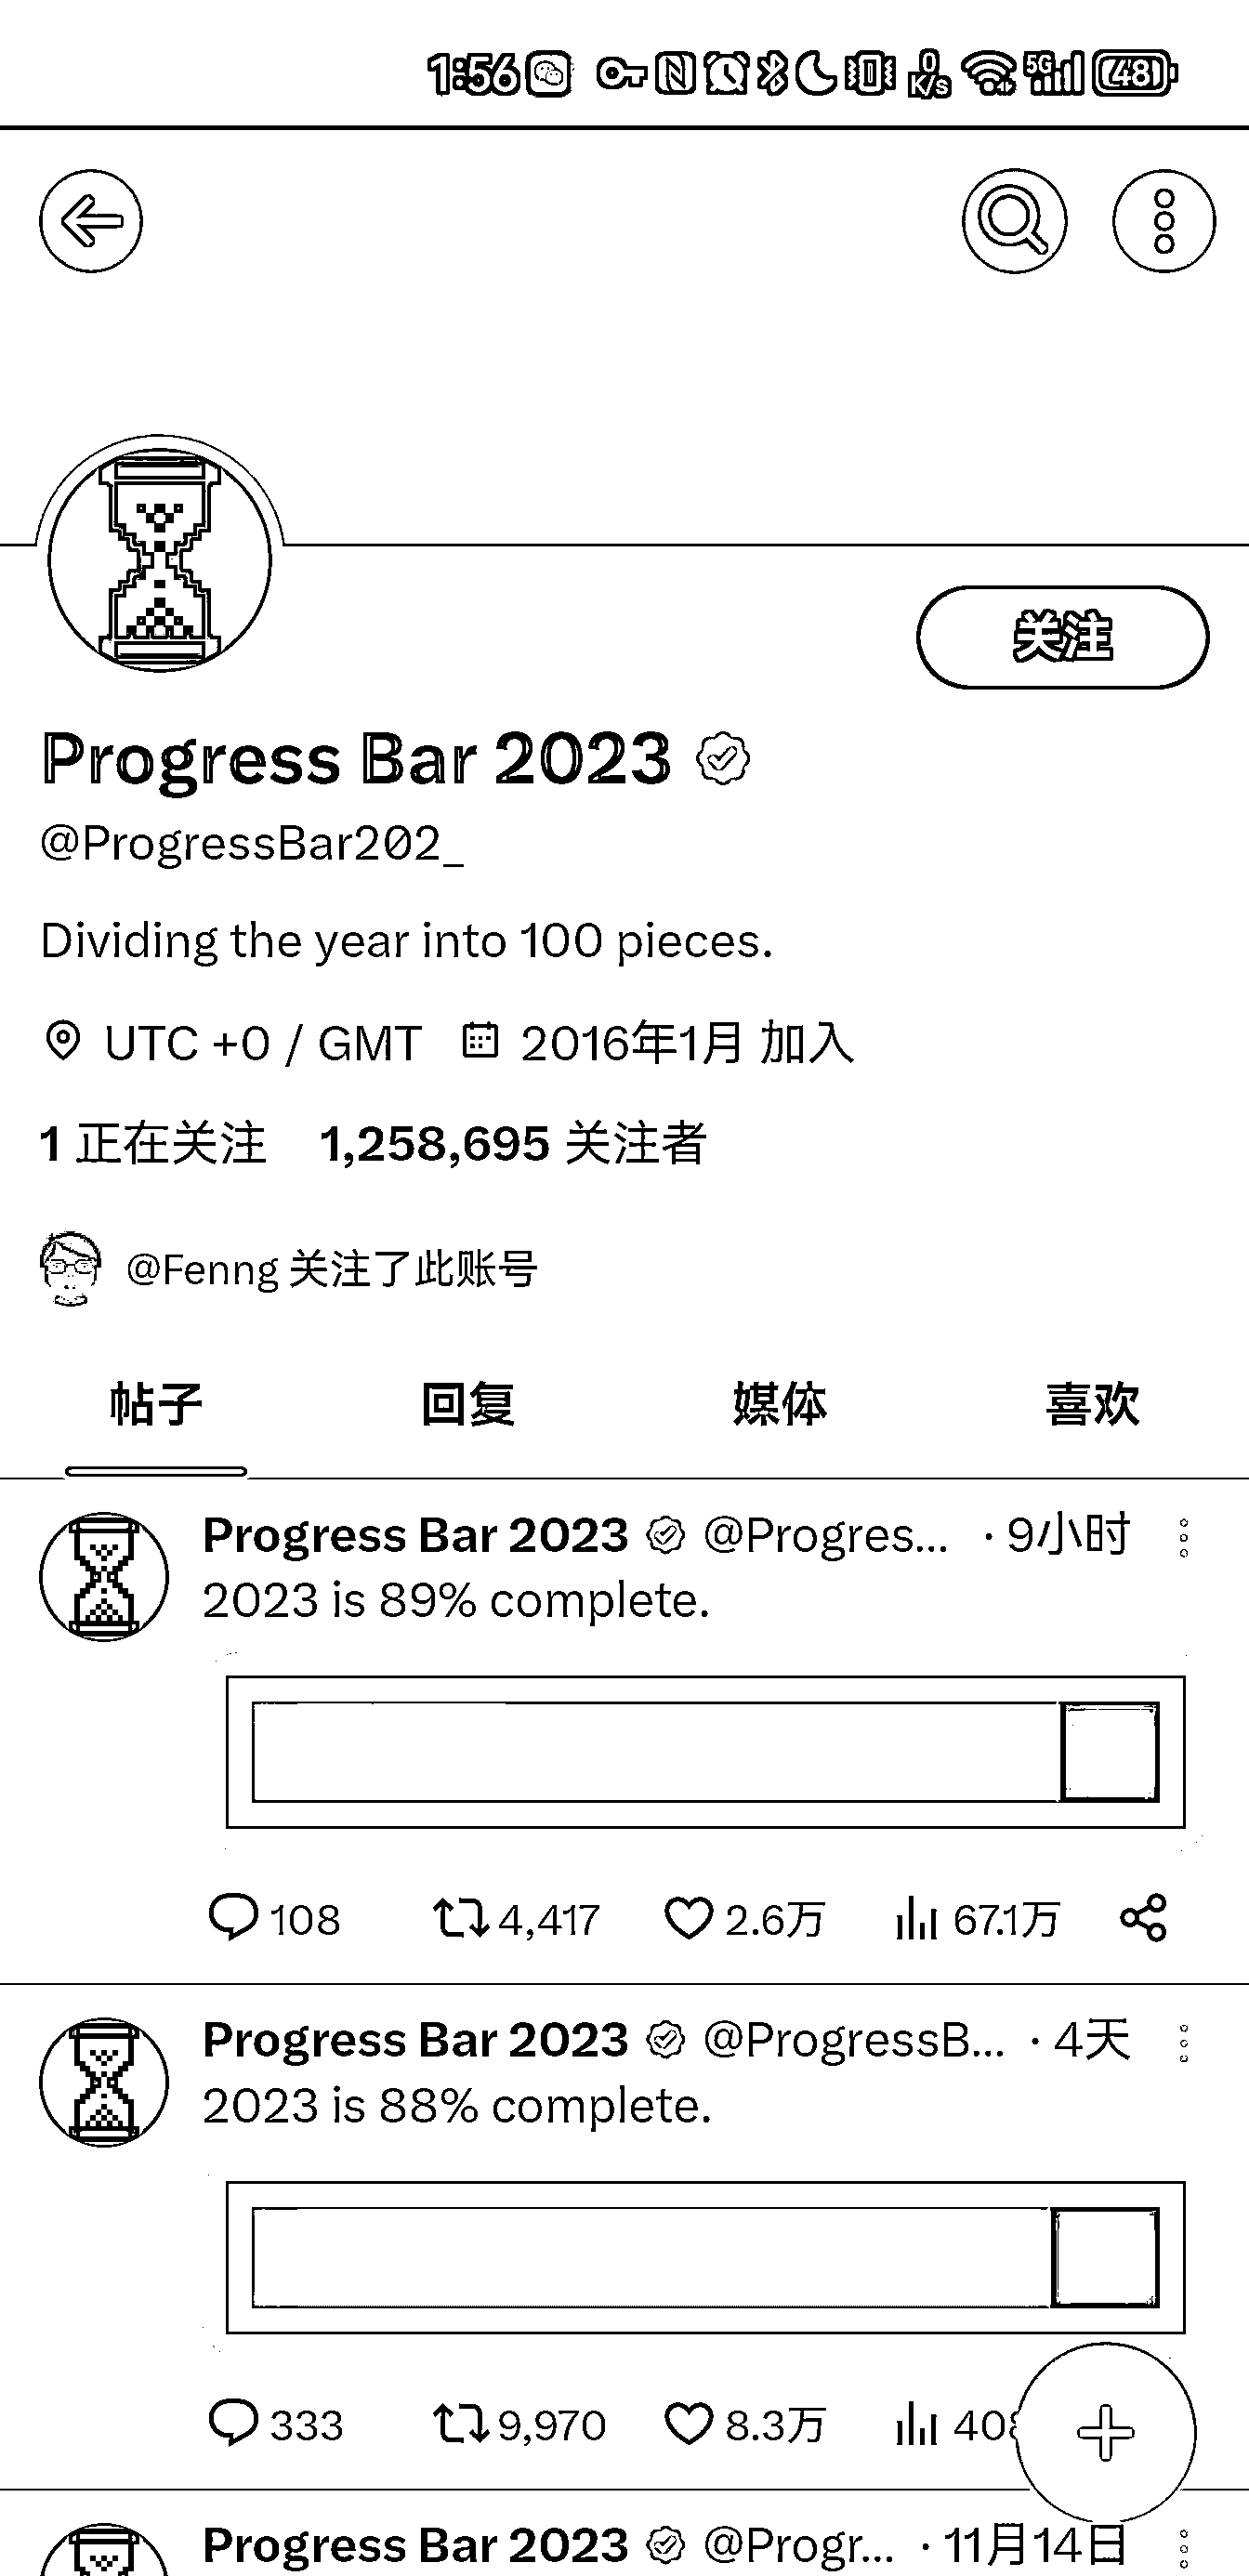 1:56 0 K/s 5G 48
关注
Progress Bar 2023
@ProgressBar202_
Dividing the year into 100 pieces.
UTC +0 / GMT 2016年1月 加入
1 正在关注 1,258,695 关注者
@Fenng 关注了此账号
帖子 回复 媒体 喜欢
Progress Bar 2023 @Progres... · 9小时
2023 is 89% complete.
108 4,417 2.6万 67.1万
Progress Bar 2023 @ProgressB... · 4天
2023 is 88% complete.
333 9,970 8.3万
Progress Bar 2023 @Progr... · 11月14日